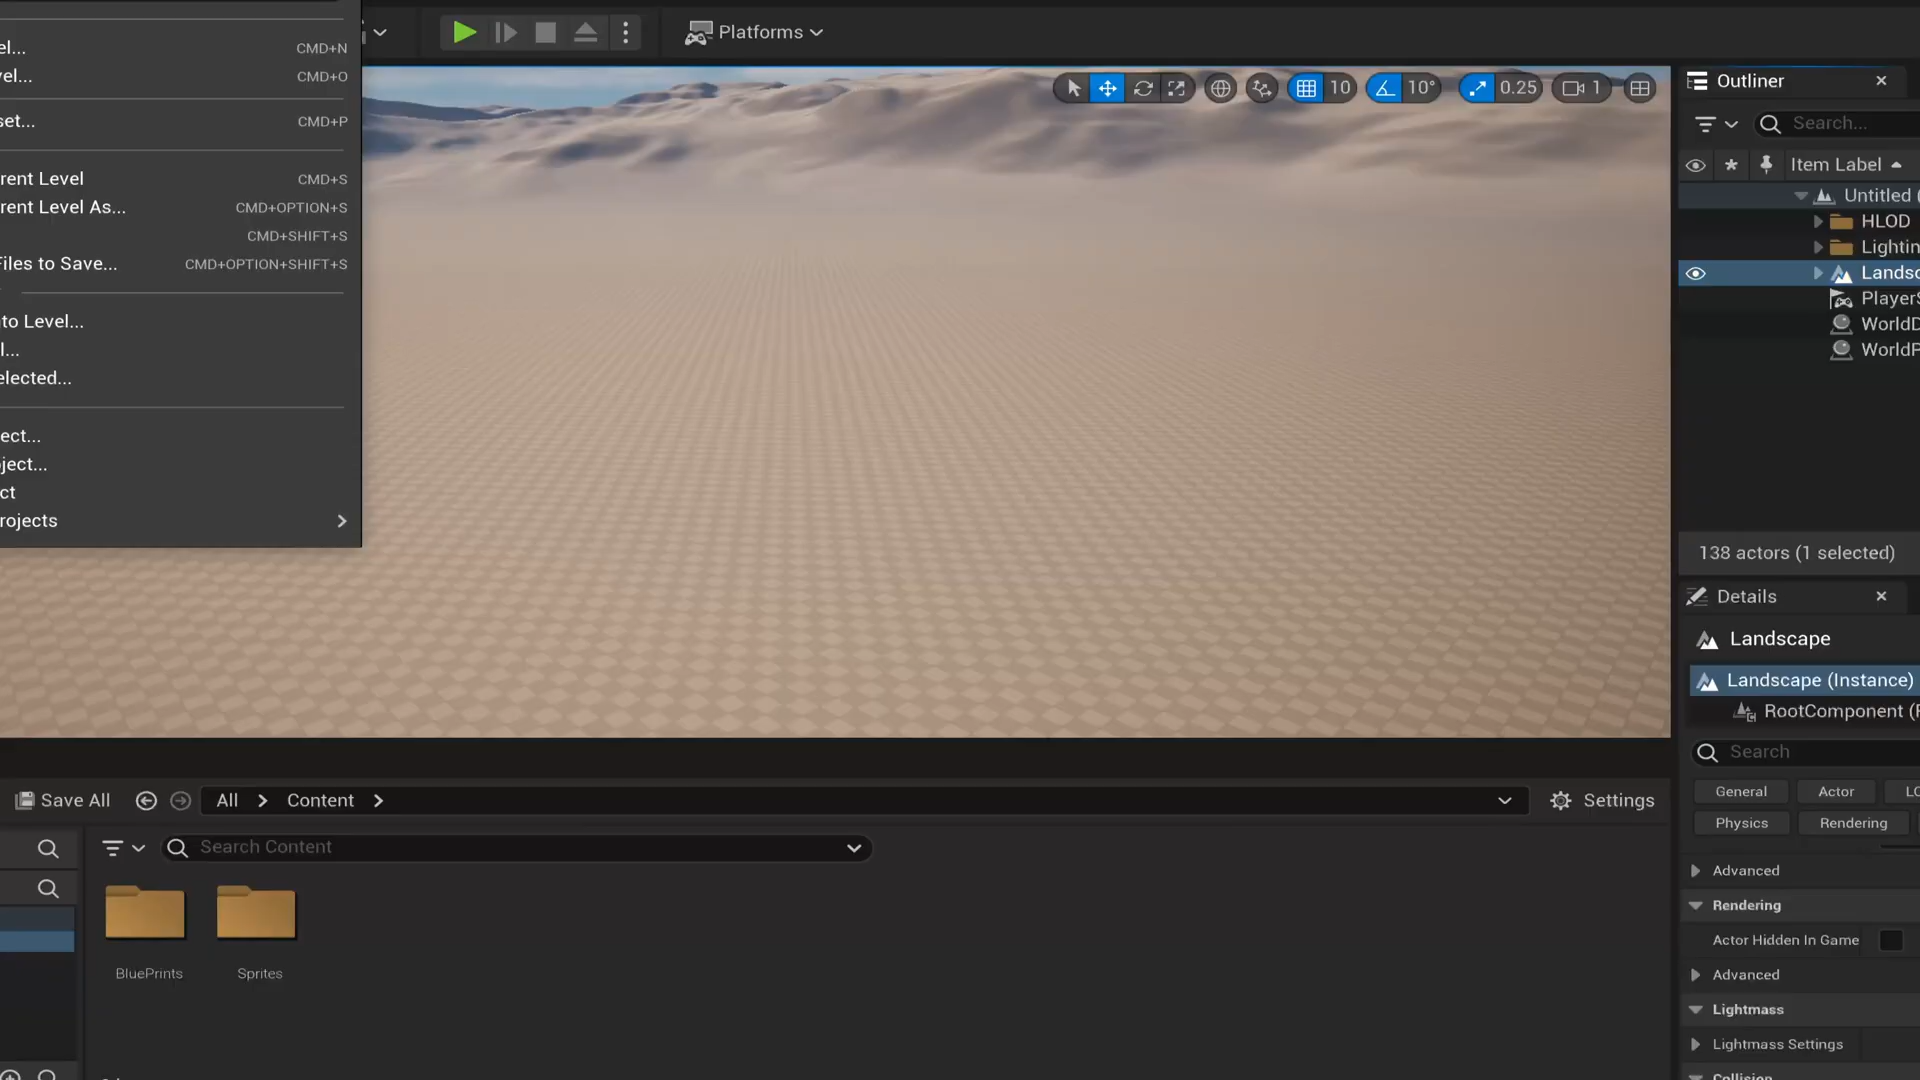 el...
CMD+N
vel...
CMD+O
set...
CMD+P
rent Level
CMD+S
rent Level As...
CMD+OPTION+S
CMD+SHIFT+S
Files to Save...
CMD+OPTION+SHIFT+S
to Level...
l...
elected...
ect...
ject...
ct
rojects
Platforms
10
10°
0.25
1
Outliner
Search...
Item Label
Untitled (
HLOD
Lightin
Landsc
PlayerS
WorldD
WorldP
138 actors (1 selected)
Details
Landscape
Landscape (Instance)
RootComponent (R
Search
General
Actor
LO
Physics
Rendering
Advanced
Rendering
Actor Hidden In Game
Advanced
Lightmass
Lightmass Settings
Collision
Save All
All
Content
Settings
Search Content
BluePrints
Sprites